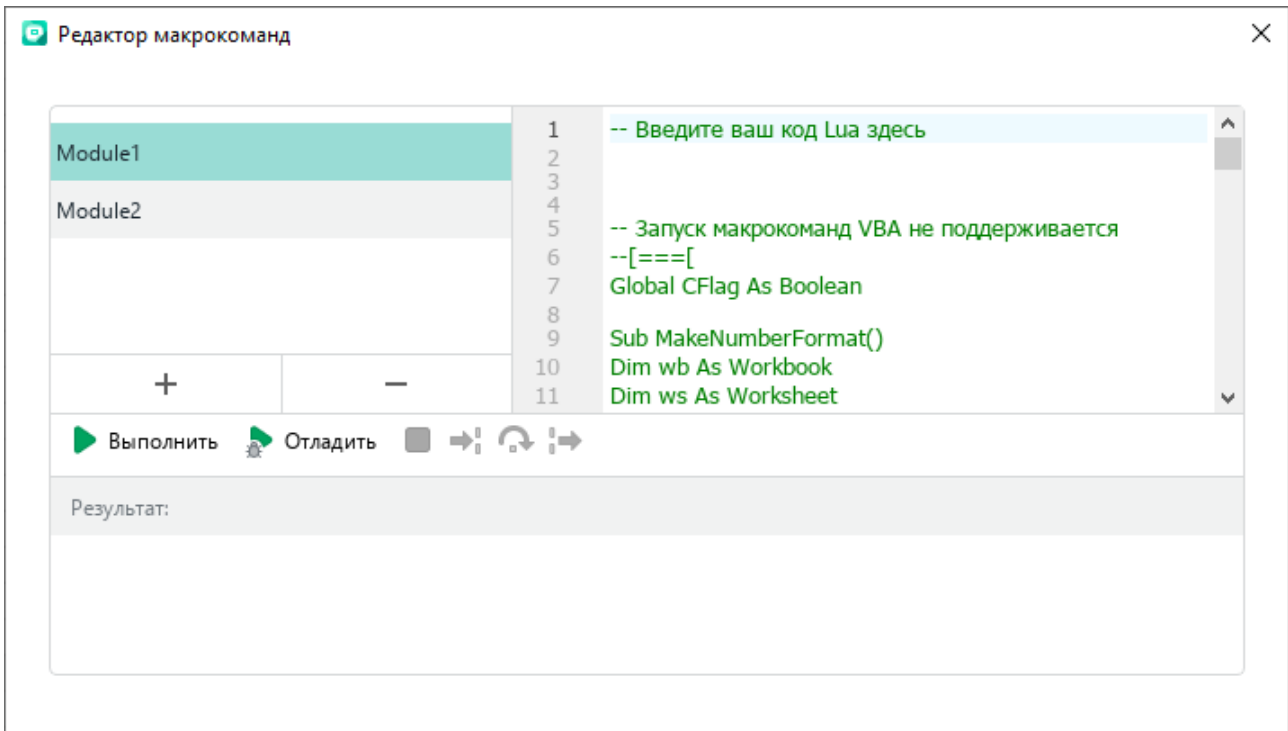 Редактор макрокоманд
Module1
Module2
1 -- Введите ваш код Lua здесь
2
3
4
5 -- Запуск макрокоманд VBA не поддерживается
6 --[===[
7 Global CFlag As Boolean
8
9 Sub MakeNumberFormat()
10 Dim wb As Workbook
11 Dim ws As Worksheet
Выполнить Отладить
Результат: